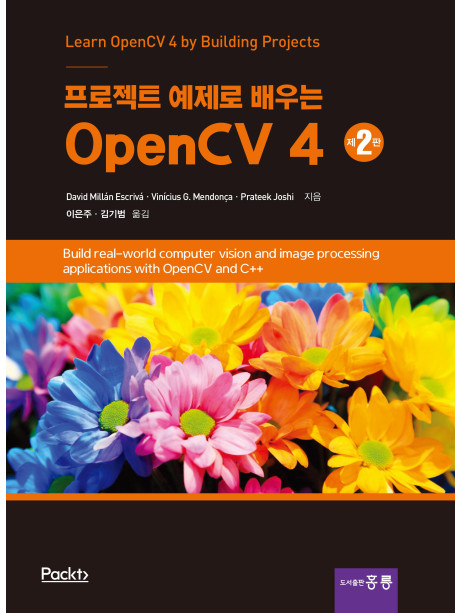 Learn OpenCV 4 by Building Projects
프로젝트 예제로 배우는
OpenCV 4 제2판
David Millán Escrivá · Vinícius G. Mendonça · Prateek Joshi 지음
이은주 · 김기범 옮김
Build real-world computer vision and image processing
applications with OpenCV and C++
Packt>
도서출판 홍릉